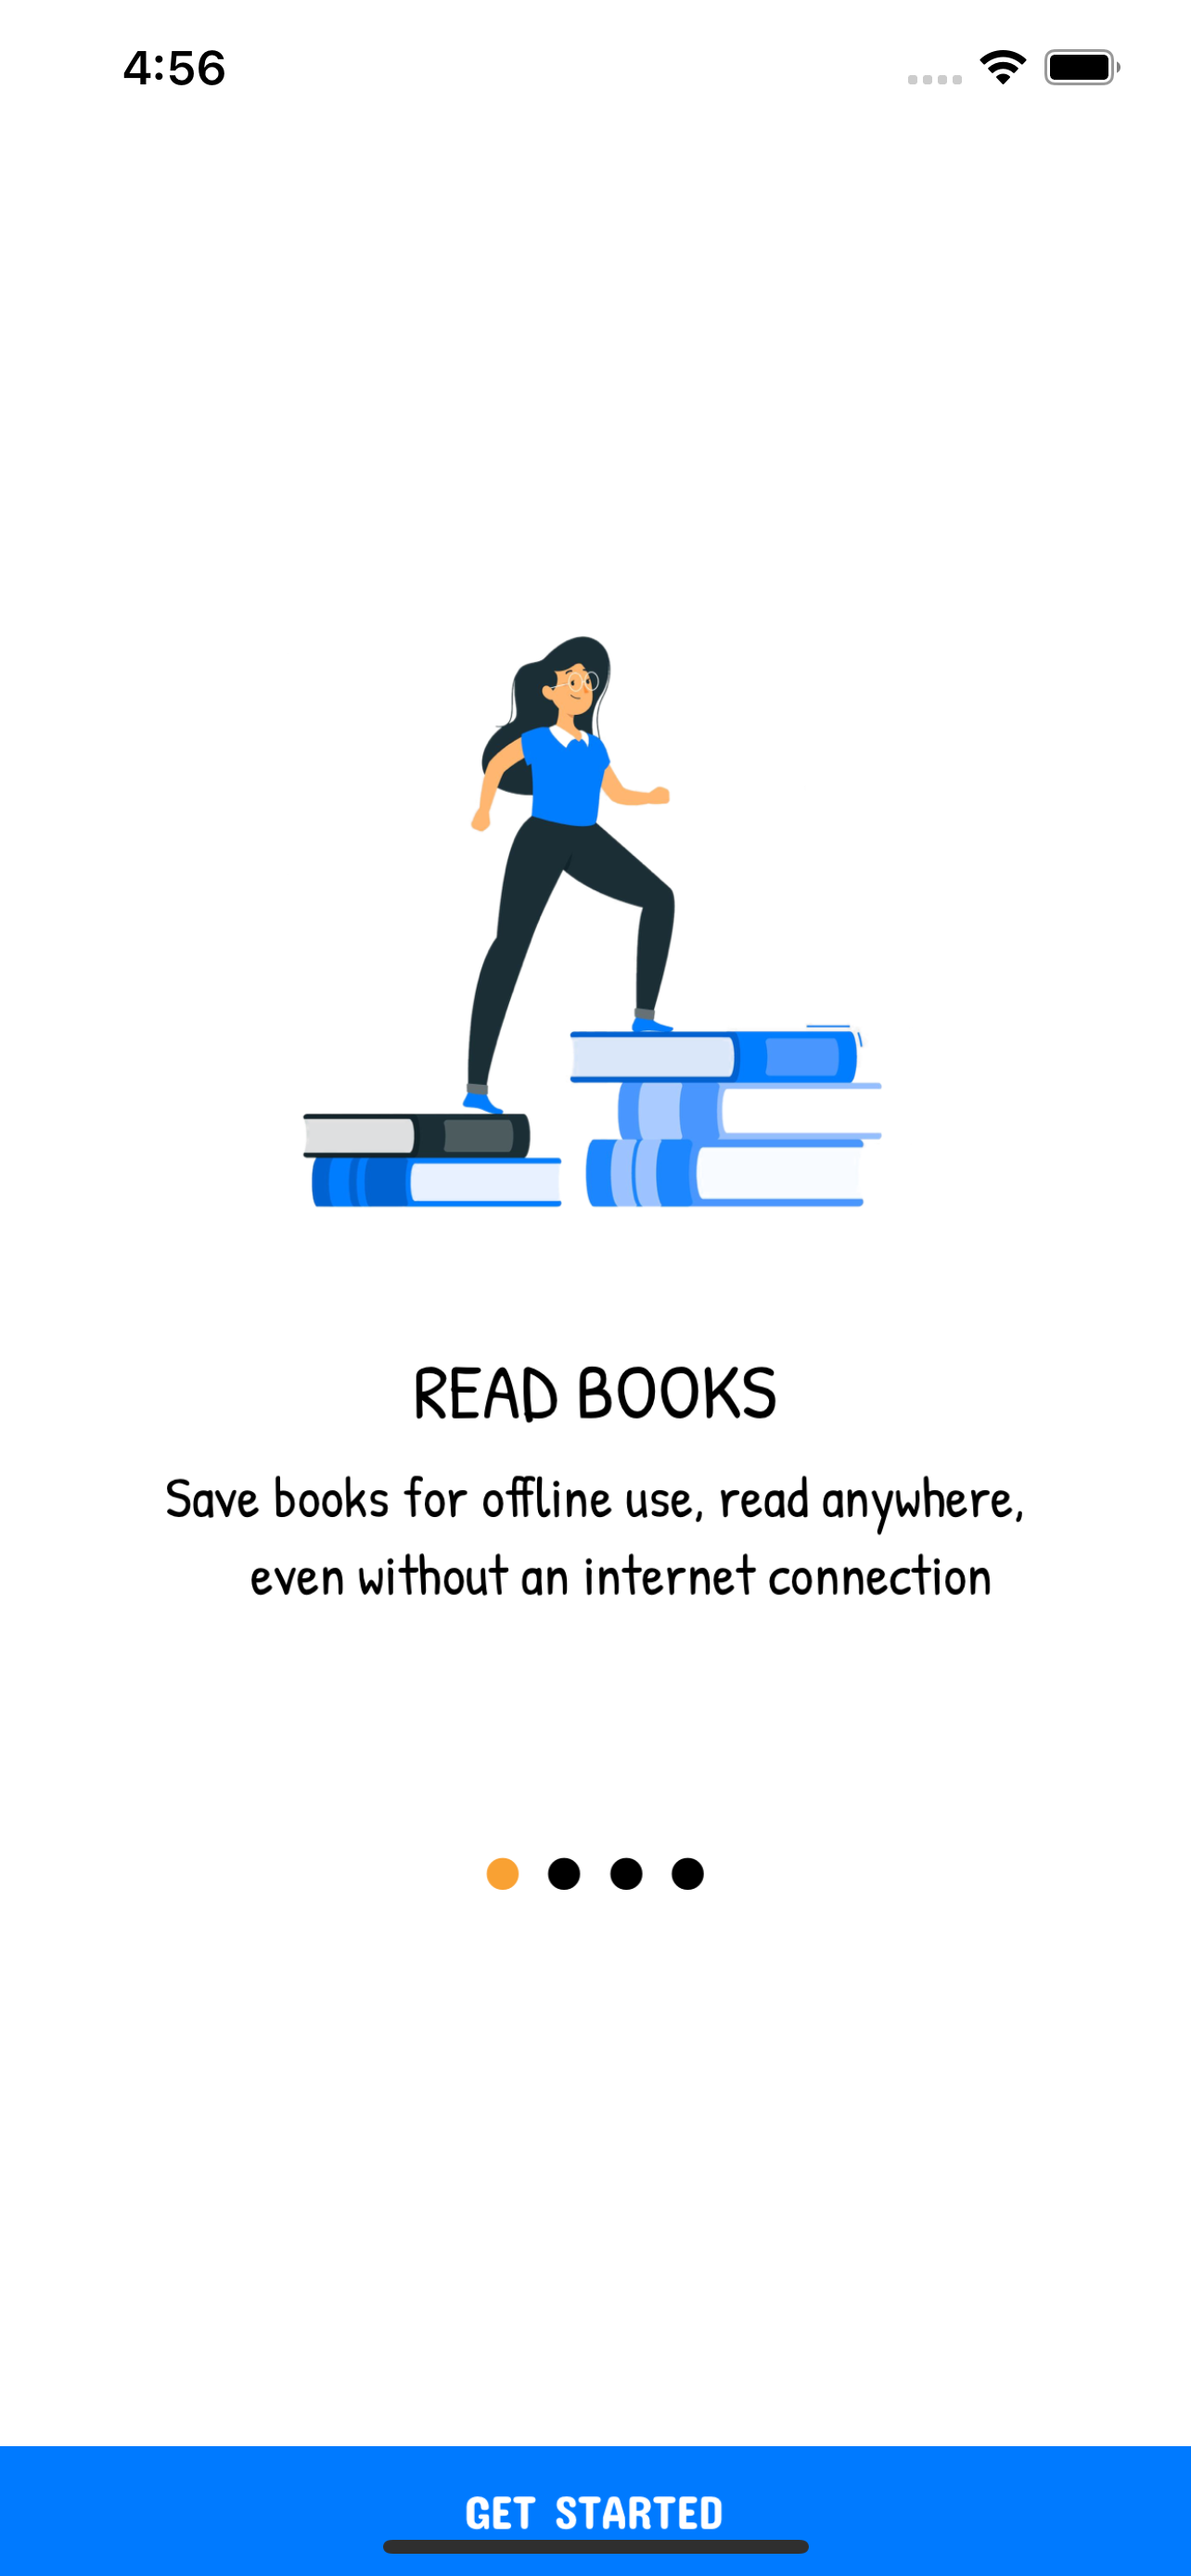 4:56
READ BOOKS
Save books for offline use, read anywhere,
even without an internet connection
GET STARTED